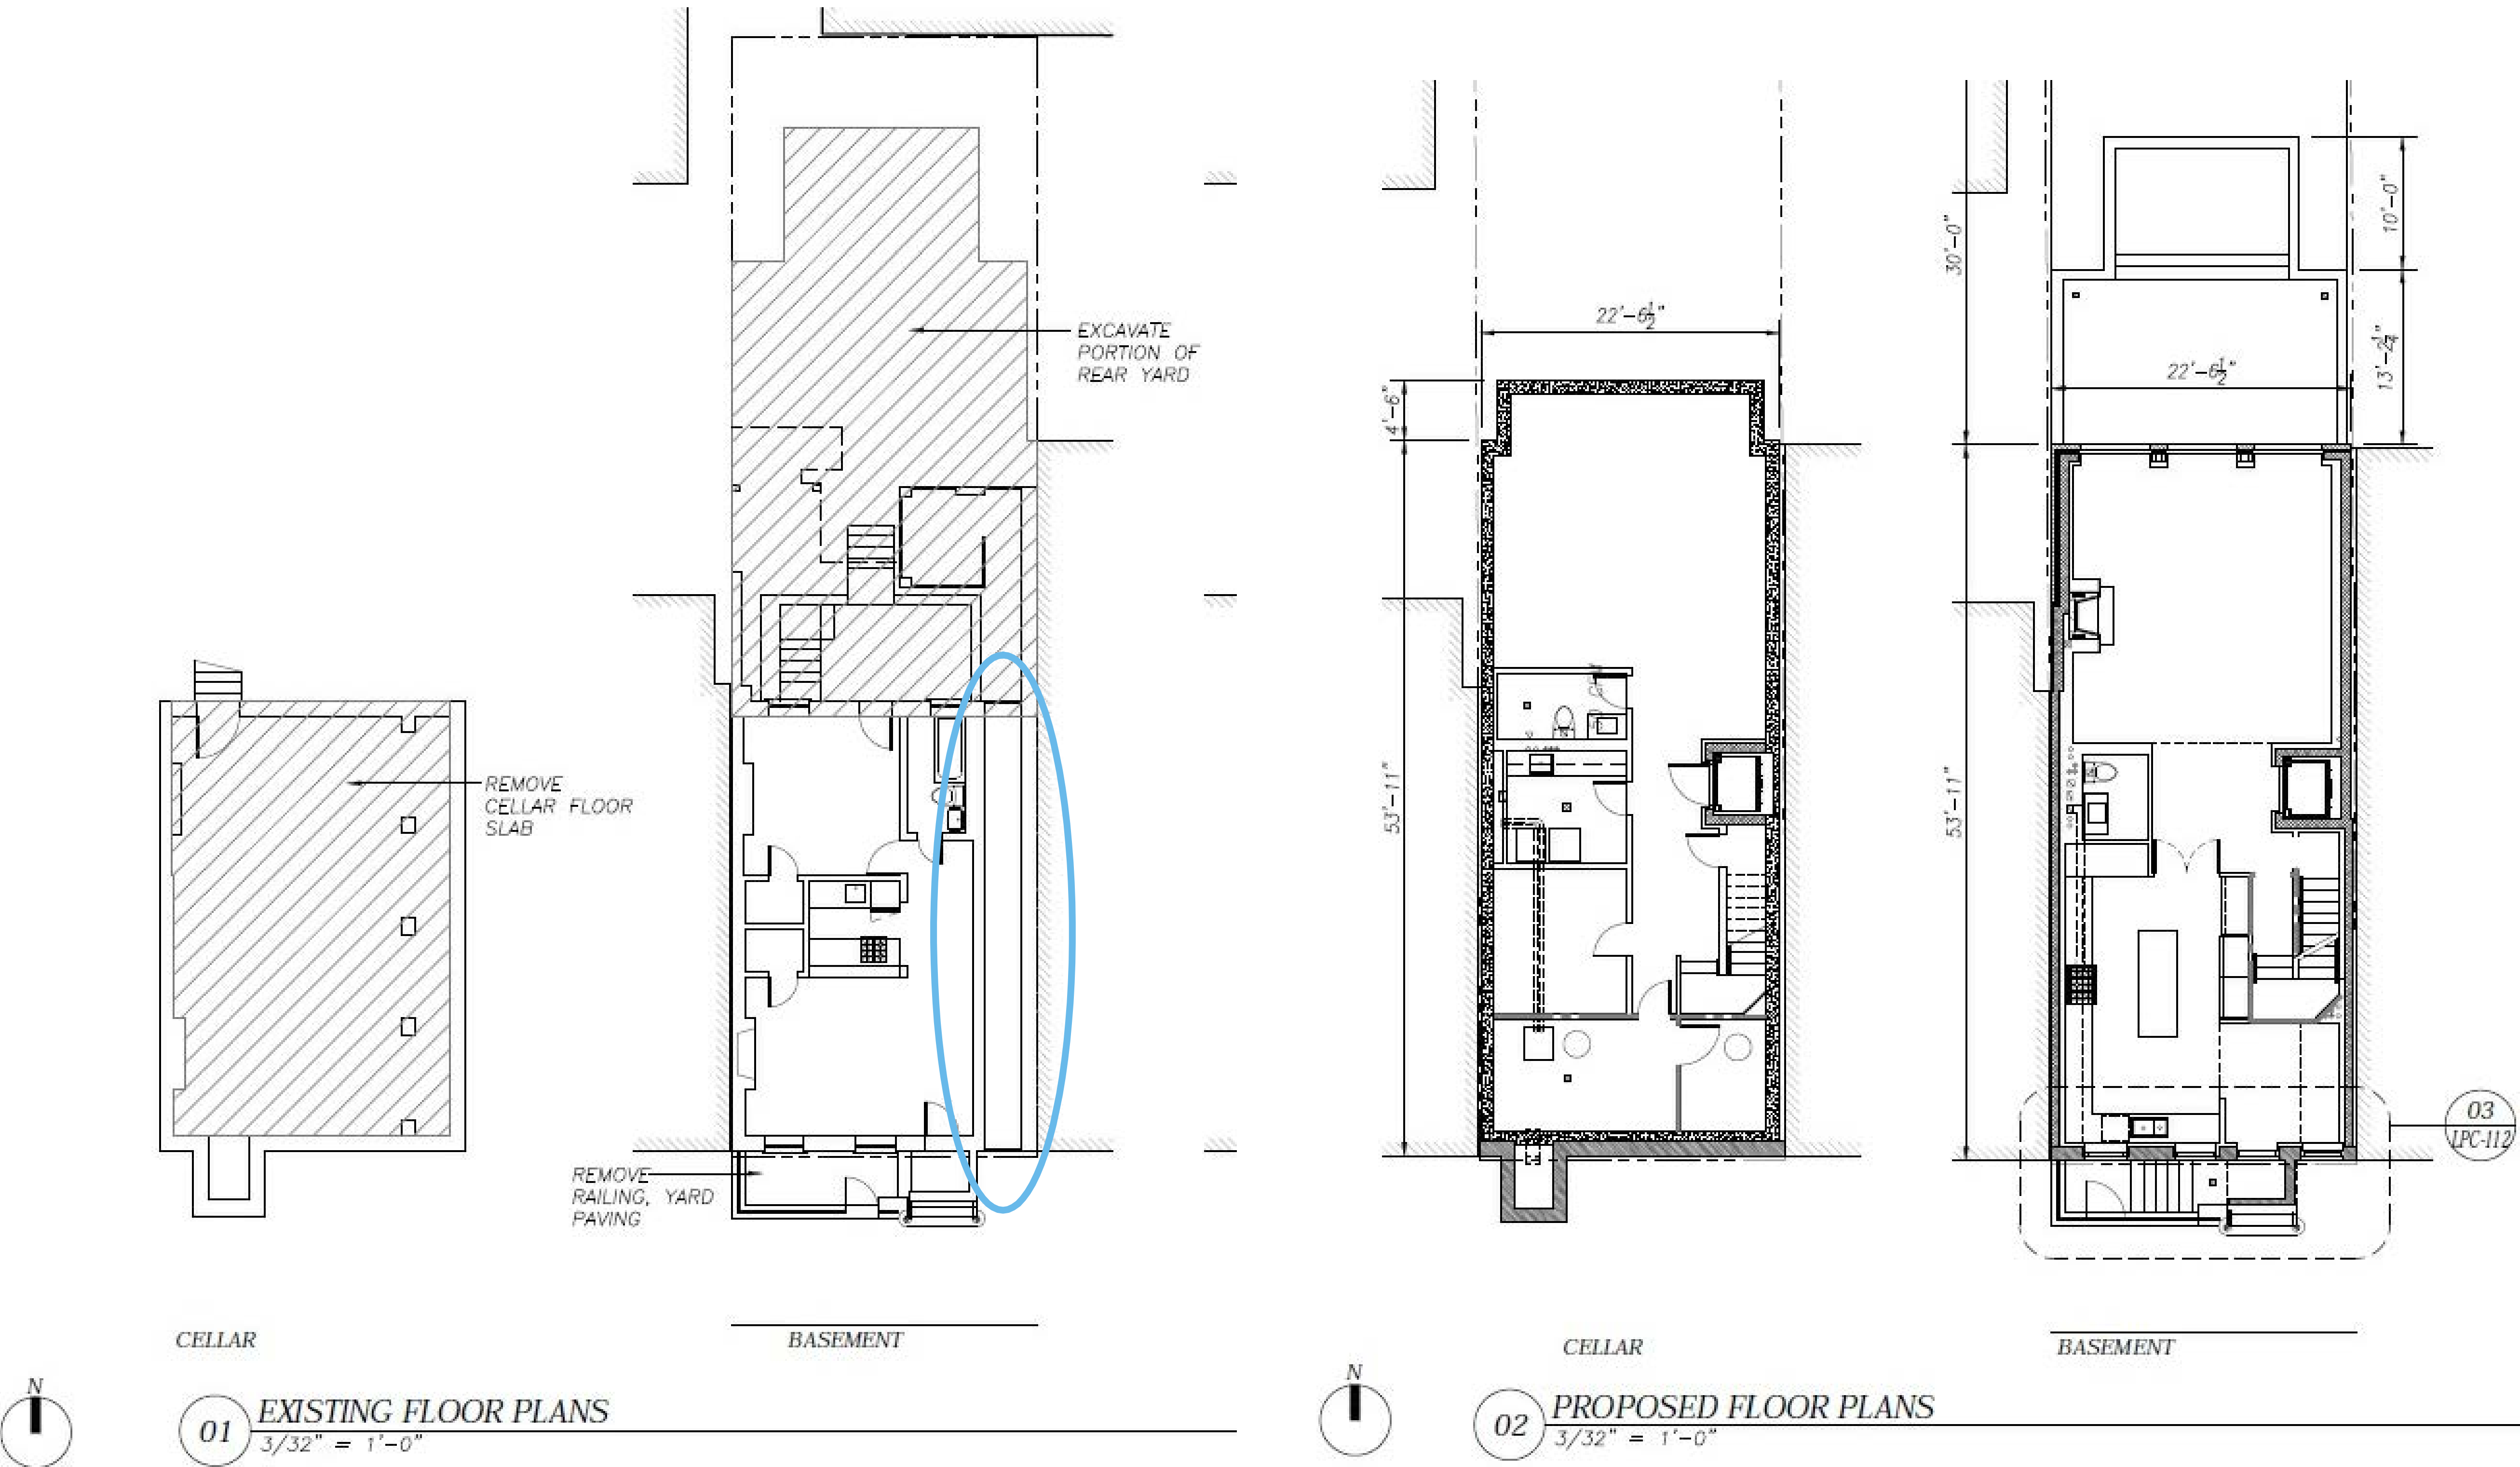 EXCAVATE
PORTION OF
REAR YARD
REMOVE
CELLAR FLOOR
SLAB
REMOVE
RAILING, YARD
PAVING
CELLAR
BASEMENT
N
01
EXISTING FLOOR PLANS
3/32" = 1'-0"
22'-6½"
4'-6"
53'-11"
30'-0"
10'-0"
13'-2¼"
22'-6½"
53'-11"
03
LPC-112
CELLAR
BASEMENT
N
02
PROPOSED FLOOR PLANS
3/32" = 1'-0"